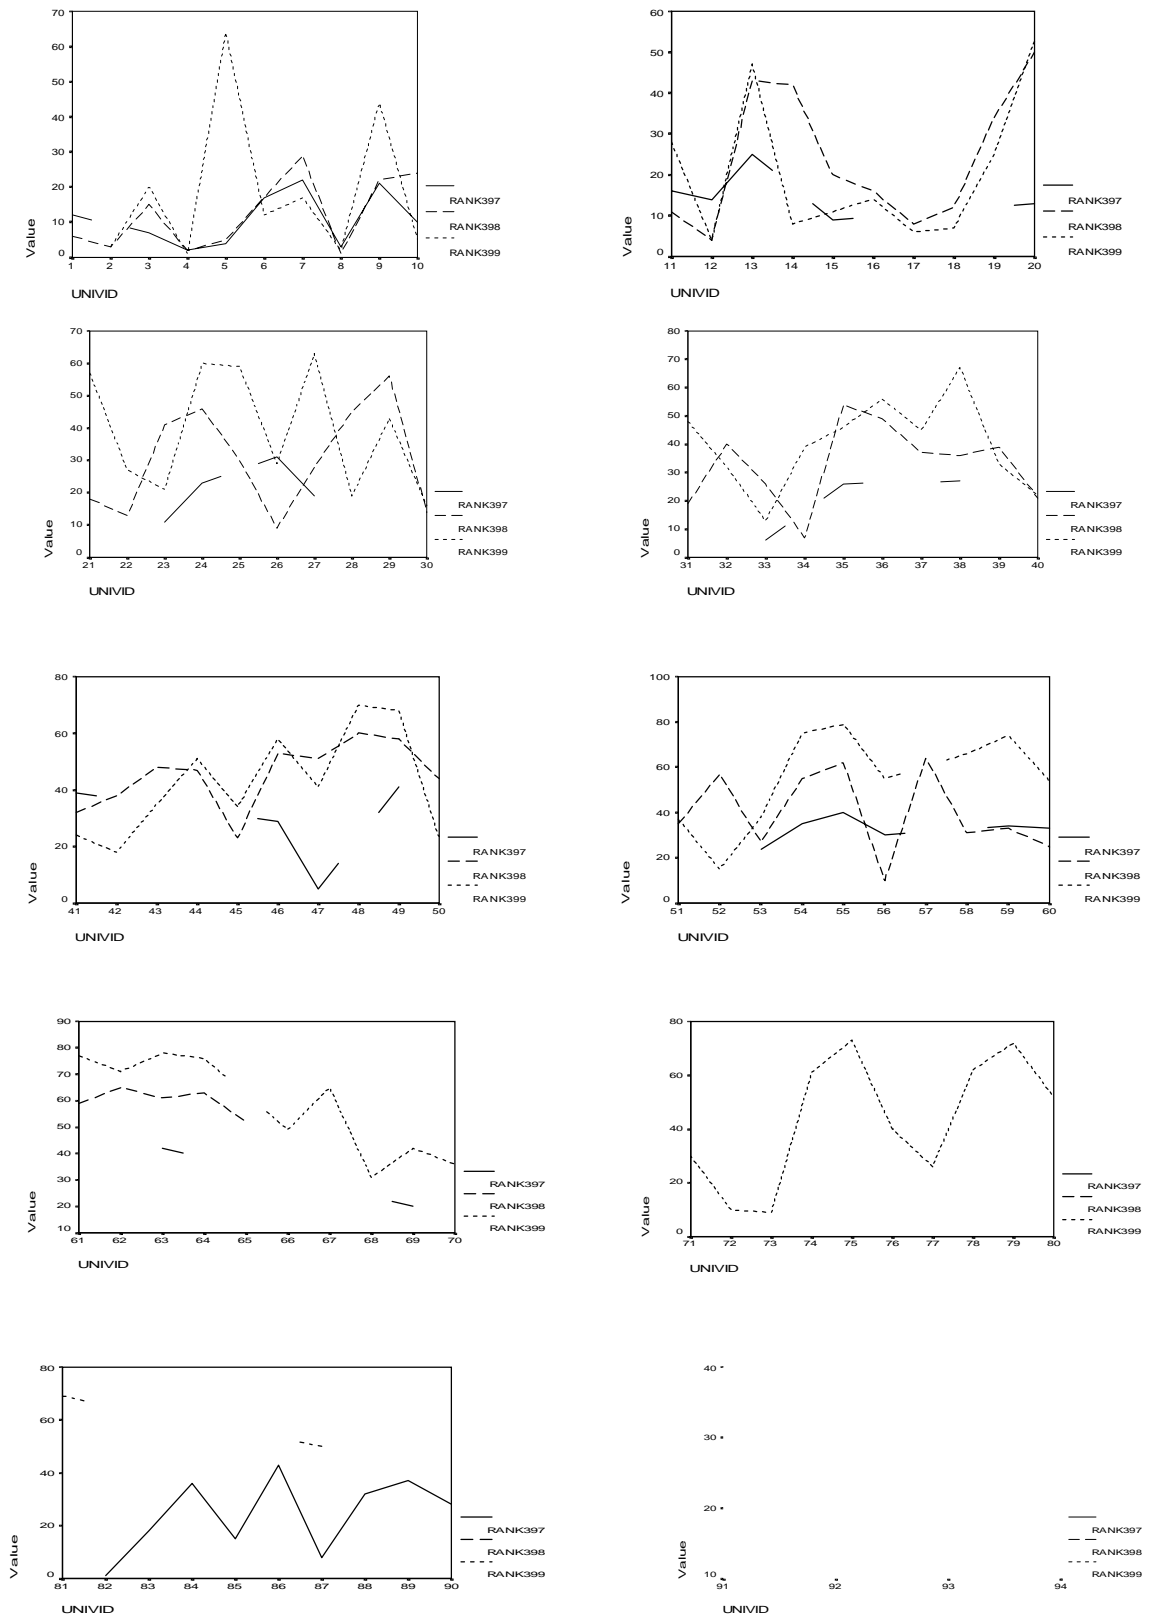 70
60
50
40
30
20
10
0
Value
1 2 3 4 5 6 7 8 9 10
UNIVID
RANK397
RANK398
RANK399
60
50
40
30
20
10
0
Value
11 12 13 14 15 16 17 18 19 20
UNIVID
RANK397
RANK398
RANK399
70
60
50
40
30
20
10
0
Value
21 22 23 24 25 26 27 28 29 30
UNIVID
RANK397
RANK398
RANK399
80
70
60
50
40
30
20
10
0
Value
31 32 33 34 35 36 37 38 39 40
UNIVID
RANK397
RANK398
RANK399
80
60
40
20
0
Value
41 42 43 44 45 46 47 48 49 50
UNIVID
RANK397
RANK398
RANK399
100
80
60
40
20
0
Value
51 52 53 54 55 56 57 58 59 60
UNIVID
RANK397
RANK398
RANK399
90
80
70
60
50
40
30
20
10
Value
61 62 63 64 65 66 67 68 69 70
UNIVID
RANK397
RANK398
RANK399
80
60
40
20
0
Value
71 72 73 74 75 76 77 78 79 80
UNIVID
RANK397
RANK398
RANK399
80
60
40
20
0
Value
81 82 83 84 85 86 87 88 89 90
UNIVID
RANK397
RANK398
RANK399
40
30
20
10
Value
91 92 93 94
UNIVID
RANK397
RANK398
RANK399